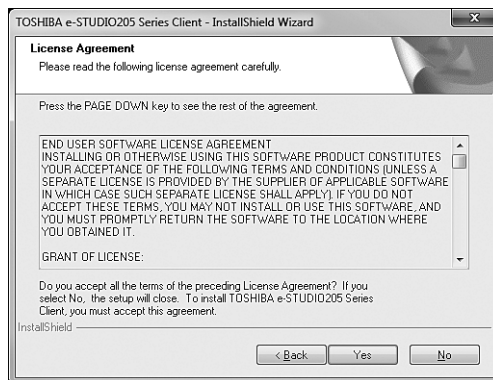 TOSHIBA e-STUDIO205 Series Client - InstallShield Wizard
License Agreement
Please read the following license agreement carefully.
Press the PAGE DOWN key to see the rest of the agreement.
END USER SOFTWARE LICENSE AGREEMENT
INSTALLING OR OTHERWISE USING THIS SOFTWARE PRODUCT CONSTITUTES
YOUR ACCEPTANCE OF THE FOLLOWING TERMS AND CONDITIONS (UNLESS A
SEPARATE LICENSE IS PROVIDED BY THE SUPPLIER OF APPLICABLE SOFTWARE
IN WHICH CASE SUCH SEPARATE LICENSE SHALL APPLY). IF YOU DO NOT
ACCEPT THESE TERMS, YOU MAY NOT INSTALL OR USE THIS SOFTWARE, AND
YOU MUST PROMPTLY RETURN THE SOFTWARE TO THE LOCATION WHERE
YOU OBTAINED IT.
GRANT OF LICENSE:
Do you accept all the terms of the preceding License Agreement? If you
select No, the setup will close. To install TOSHIBA e-STUDIO205 Series
Client, you must accept this agreement.
InstallShield
< Back Yes No